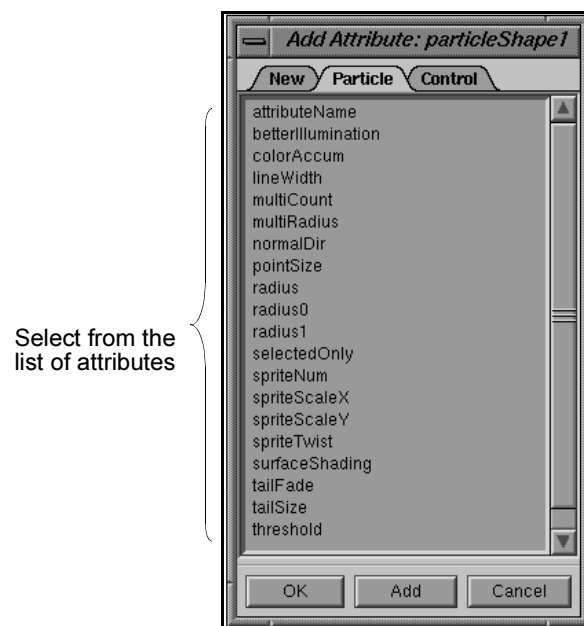 Add Attribute: particleShape1
New Particle Control
attributeName
betterIllumination
colorAccum
lineWidth
multiCount
multiRadius
normalDir
pointSize
radius
radius0
radius1
selectedOnly
spriteNum
spriteScaleX
spriteScaleY
spriteTwist
surfaceShading
tailFade
tailSize
threshold
Select from the
list of attributes
OK Add Cancel